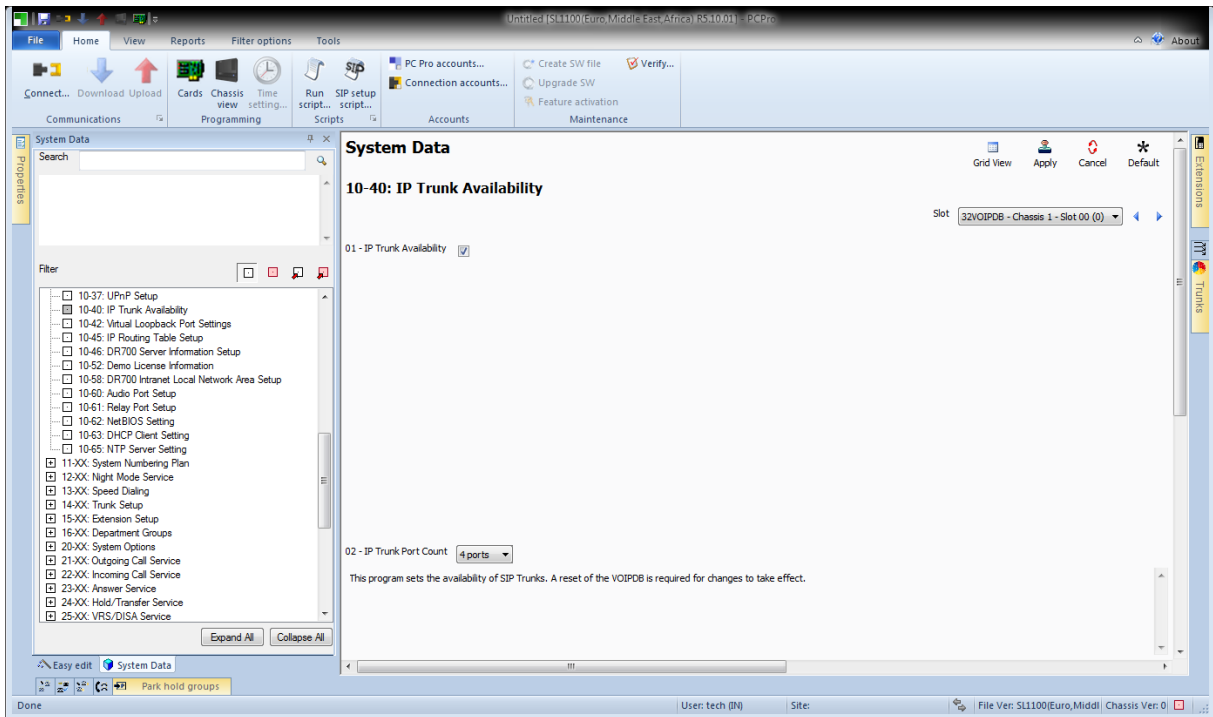 Untitled [SL1100(Euro,Middle East,Africa) R5.10.01] - PCPro
File Home View Reports Filter options Tools About
Connect... Download Upload
Communications
Cards Chassis view Time setting...
Programming
Run script... SIP setup script...
Scripts
PC Pro accounts...
Connection accounts...
Accounts
Create SW file Verify...
Upgrade SW
Feature activation
Maintenance
Properties
System Data
Search
Filter
10-37: UPnP Setup
10-40: IP Trunk Availability
10-42: Virtual Loopback Port Settings
10-45: IP Routing Table Setup
10-46: DR700 Server Information Setup
10-52: Demo License Information
10-58: DR700 Intranet Local Network Area Setup
10-60: Audio Port Setup
10-61: Relay Port Setup
10-62: NetBIOS Setting
10-63: DHCP Client Setting
10-65: NTP Server Setting
11-XX: System Numbering Plan
12-XX: Night Mode Service
13-XX: Speed Dialing
14-XX: Trunk Setup
15-XX: Extension Setup
16-XX: Department Groups
20-XX: System Options
21-XX: Outgoing Call Service
22-XX: Incoming Call Service
23-XX: Answer Service
24-XX: Hold/Transfer Service
25-XX: VRS/DISA Service
Expand All Collapse All
Easy edit System Data
Park hold groups
System Data
Grid View Apply Cancel Default
10-40: IP Trunk Availability
Slot 32VOIPDB - Chassis 1 - Slot 00 (0)
01 - IP Trunk Availability
02 - IP Trunk Port Count 4 ports
This program sets the availability of SIP Trunks. A reset of the VOIPDB is required for changes to take effect.
Extensions
Trunks
Done User: tech (IN) Site: File Ver: SL1100(Euro,Middl Chassis Ver: 0